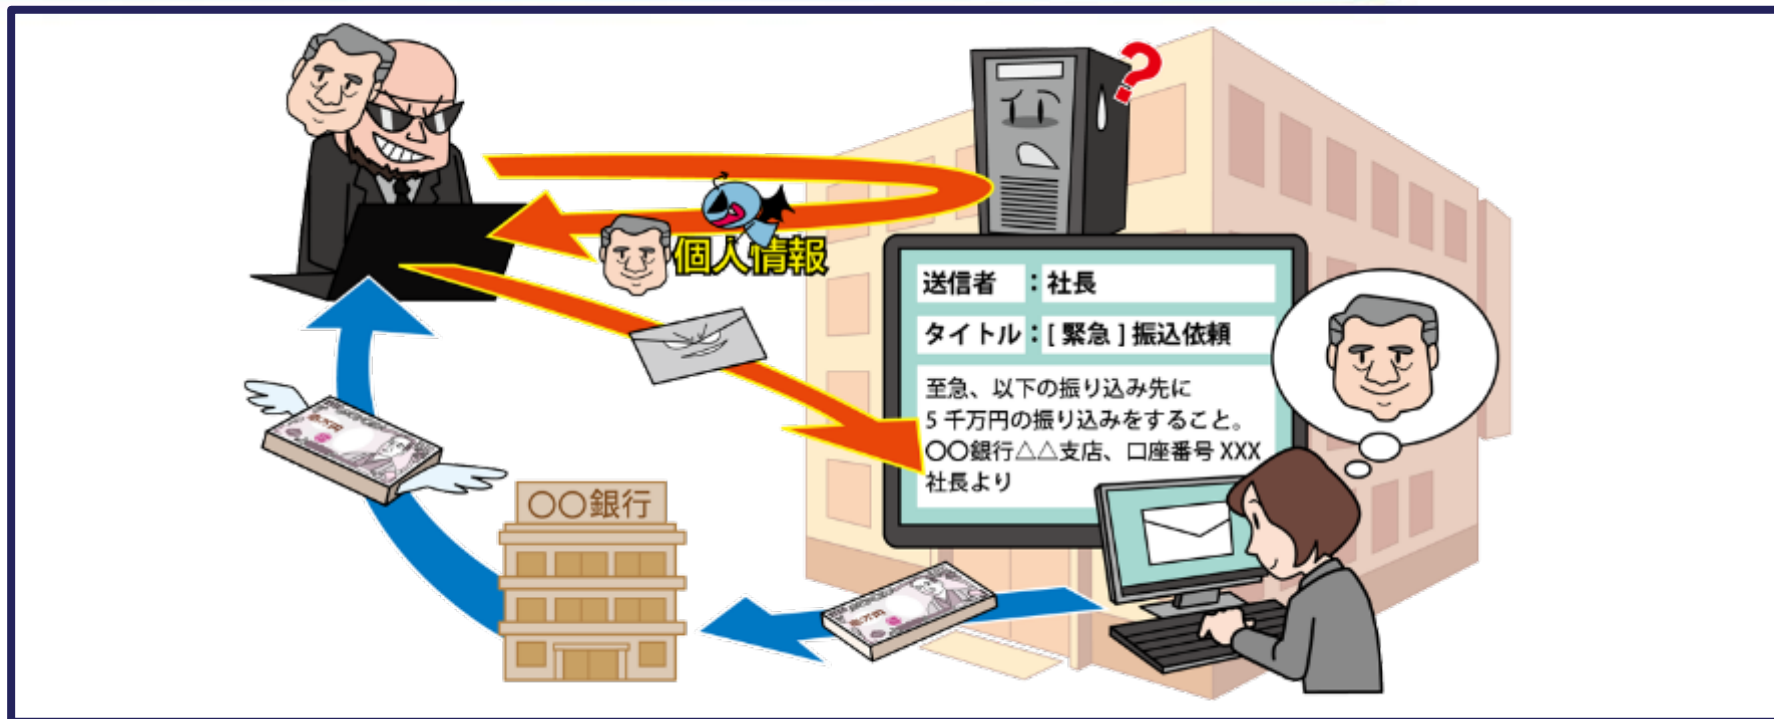 ?
個人情報
送信者 ：社長
タイトル：[ 緊急 ] 振込依頼
至急、以下の振り込み先に
5 千万円の振り込みをすること。
〇〇銀行△△支店、口座番号 XXX
社長より
〇〇銀行